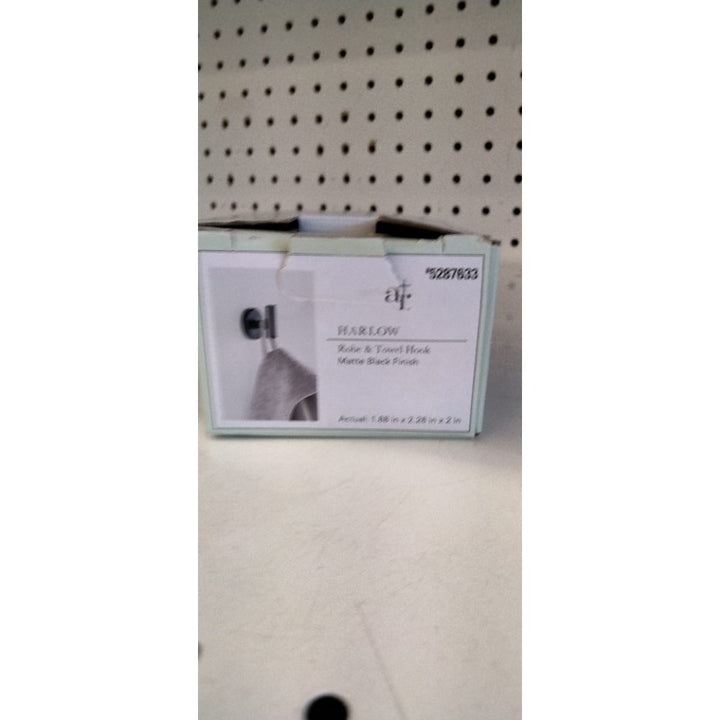 #5287633
HARLOW
Robe & Towel Hook
Matte Black Finish
Actual: 1.88 in x 2.28 in x 2 in